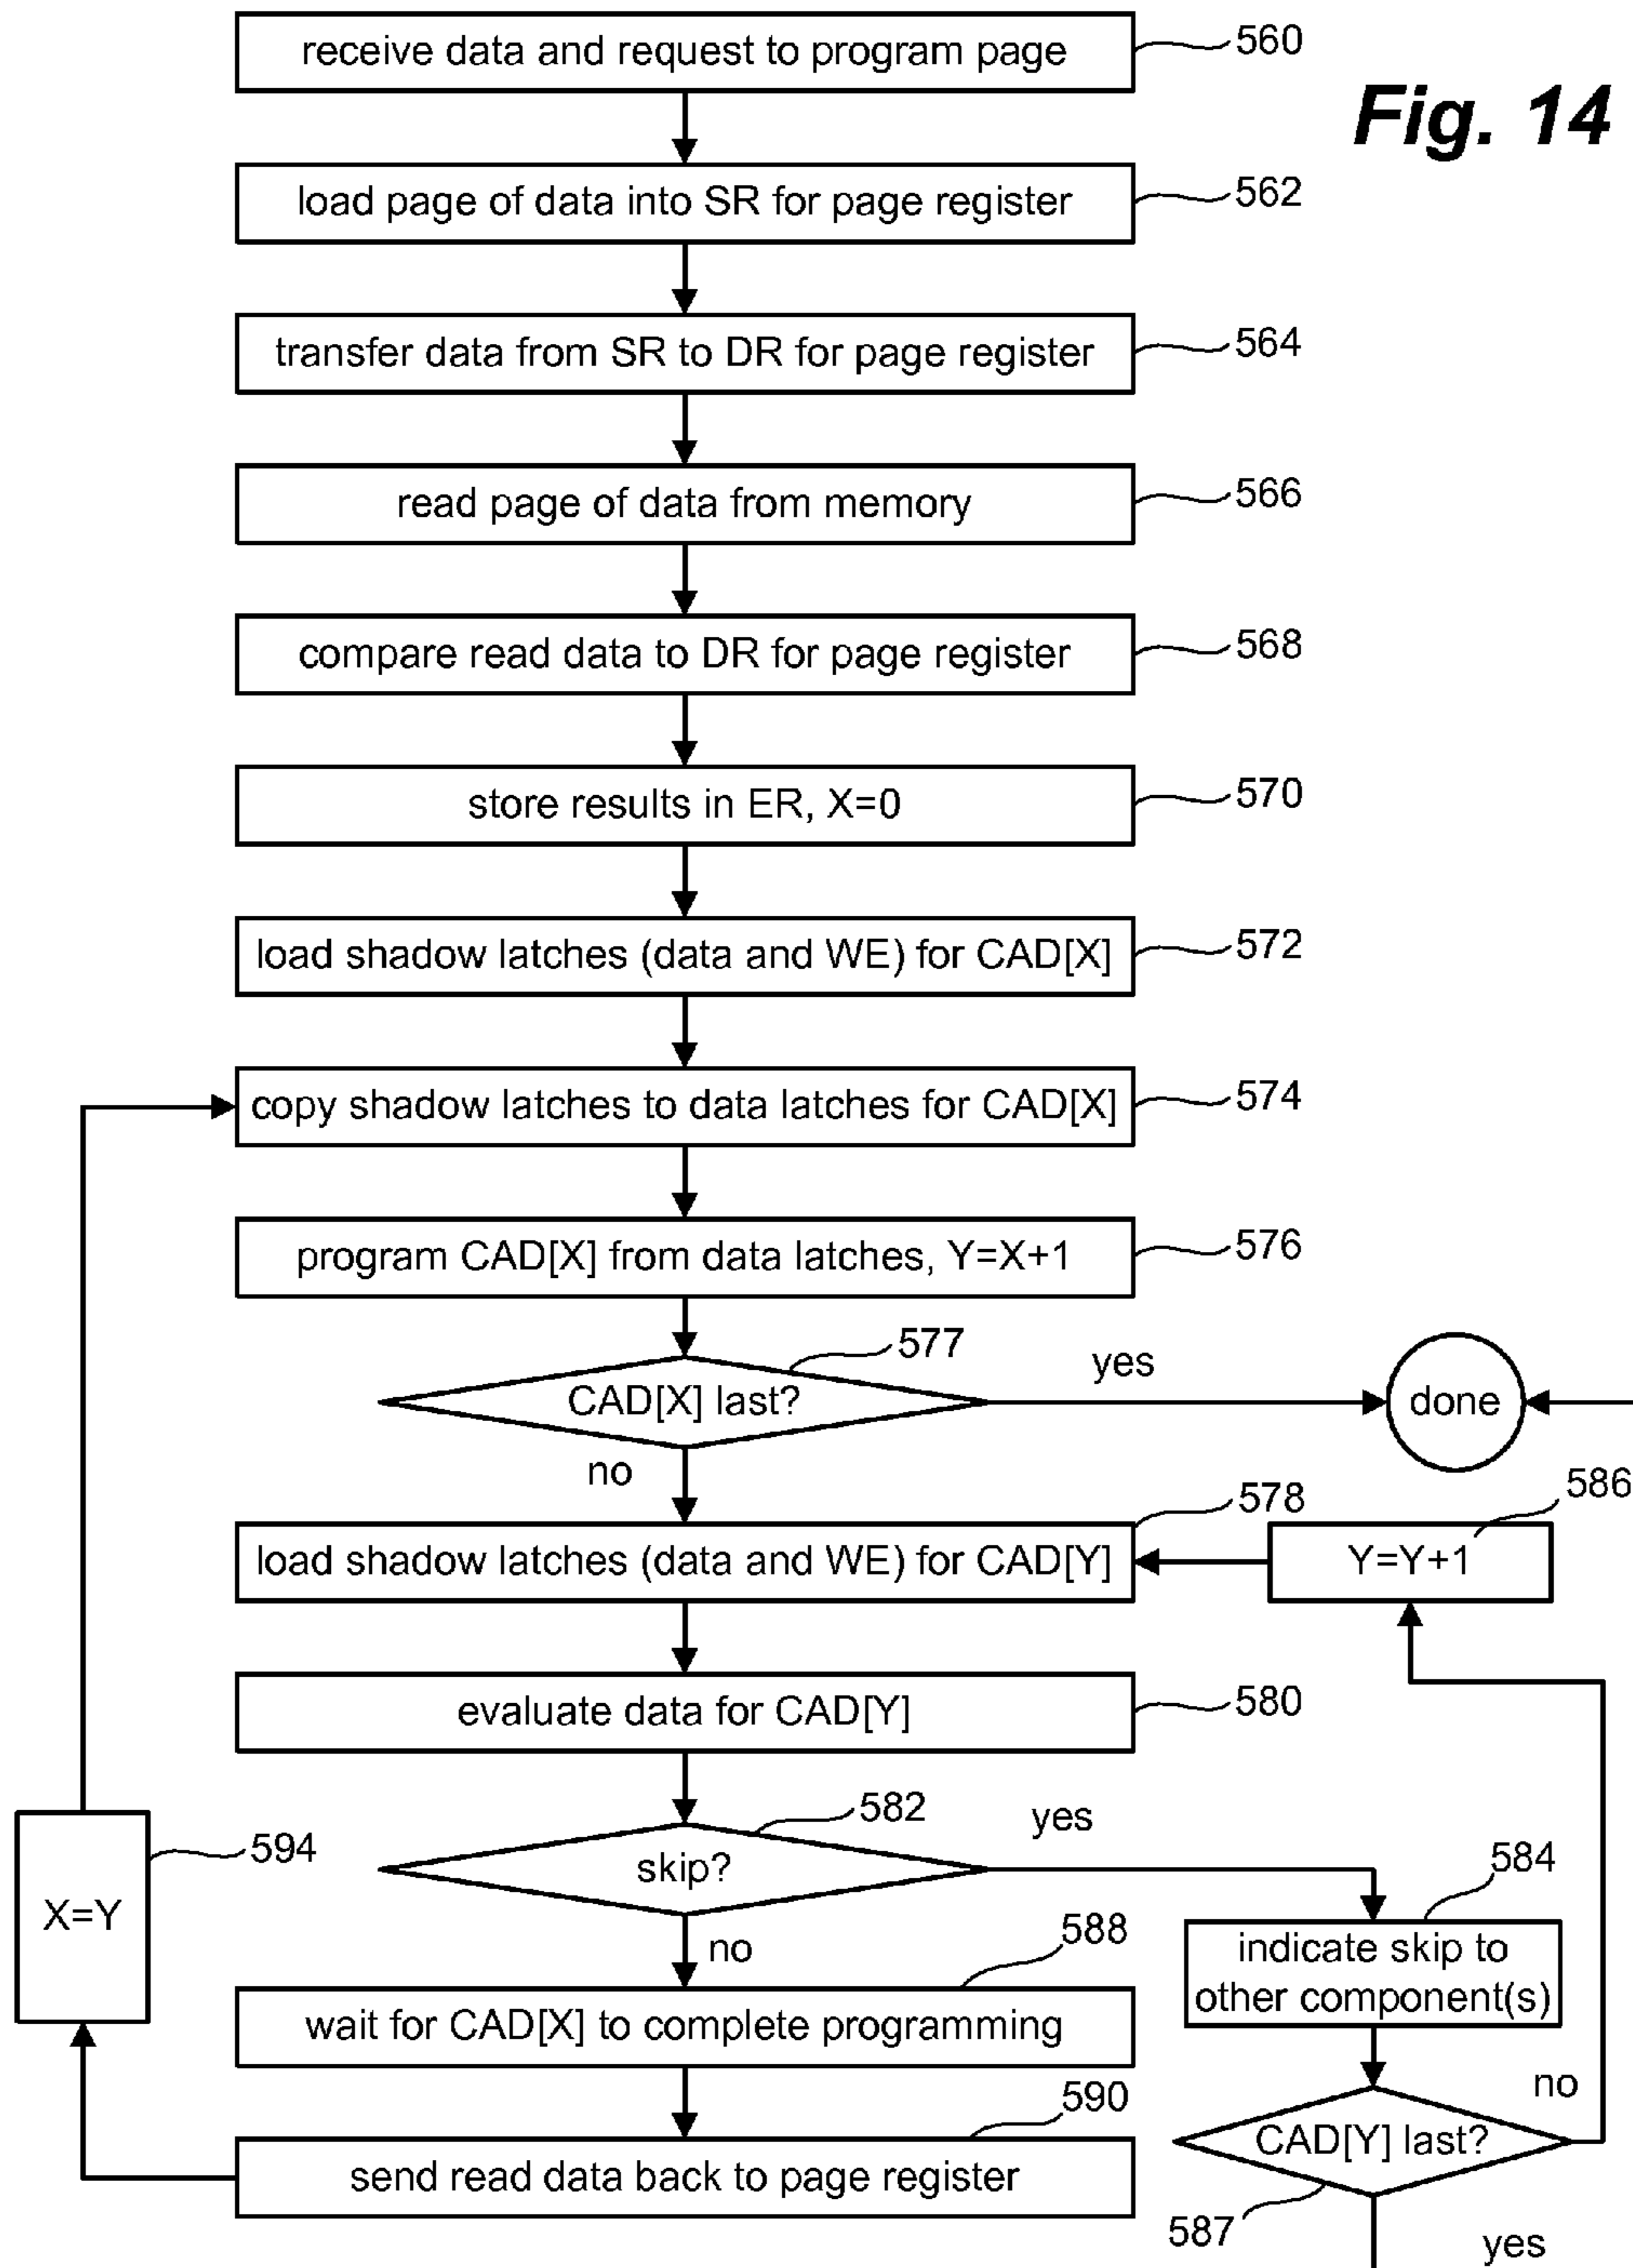 receive data and request to program page
560
Fig. 14
load page of data into SR for page register
562
transfer data from SR to DR for page register
564
read page of data from memory
566
compare read data to DR for page register
568
store results in ER, X=0
570
load shadow latches (data and WE) for CAD[X]
572
copy shadow latches to data latches for CAD[X]
574
program CAD[X] from data latches, Y=X+1
576
577
CAD[X] last?
yes
done
no
578
586
load shadow latches (data and WE) for CAD[Y]
Y=Y+1
evaluate data for CAD[Y]
580
582
yes
skip?
584
594
X=Y
no
588
indicate skip to
other component(s)
wait for CAD[X] to complete programming
590
no
CAD[Y] last?
send read data back to page register
587
yes